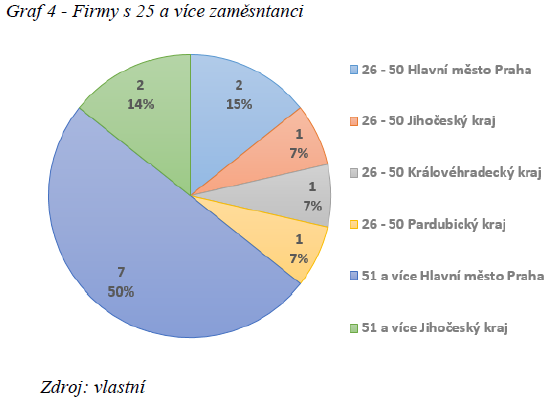 Graf 4 - Firmy s 25 a více zaměsntanci
2
14%
2
15%
1
7%
1
7%
1
7%
7
50%
26 - 50 Hlavní město Praha
26 - 50 Jihočeský kraj
26 - 50 Královéhradecký kraj
26 - 50 Pardubický kraj
51 a více Hlavní město Praha
51 a více Jihočeský kraj
Zdroj: vlastní